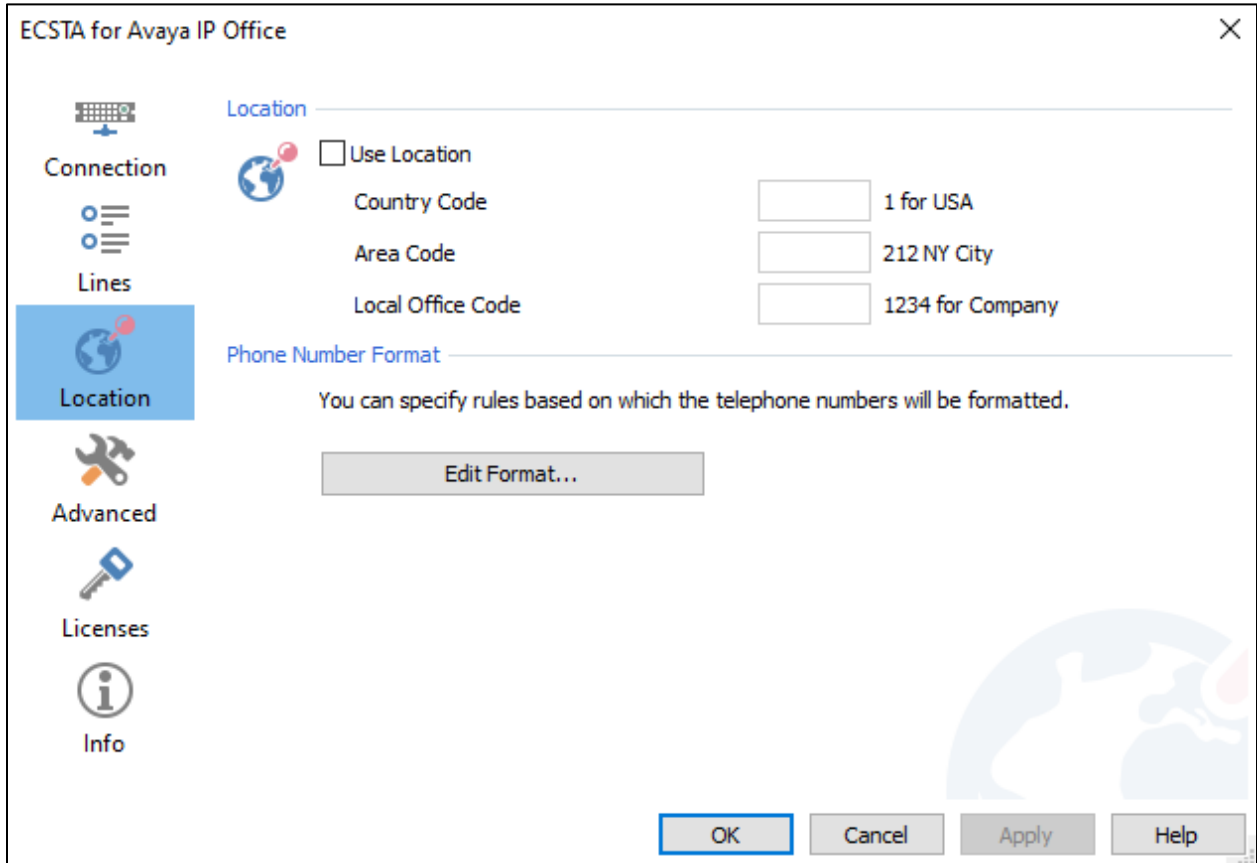 ECSTA for Avaya IP Office
Connection
Lines
Location
Advanced
Licenses
Info
Location
Use Location
Country Code 1 for USA
Area Code 212 NY City
Local Office Code 1234 for Company
Phone Number Format
You can specify rules based on which the telephone numbers will be formatted.
Edit Format...
OK Cancel Apply Help